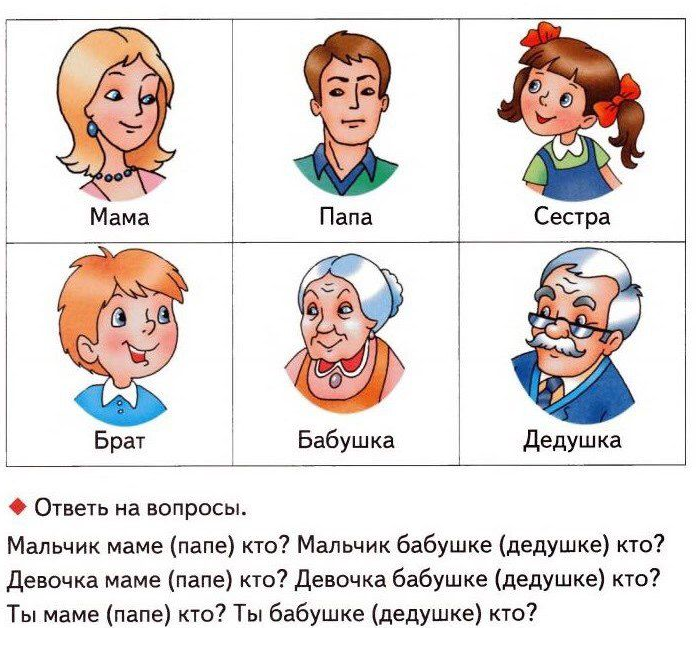 Мама
Папа
Сестра
Брат
Бабушка
Дедушка
Ответь на вопросы.
Мальчик маме (папе) кто? Мальчик бабушке (дедушке) кто?
Девочка маме (папе) кто? Девочка бабушке (дедушке) кто?
Ты маме (папе) кто? Ты бабушке (дедушке) кто?